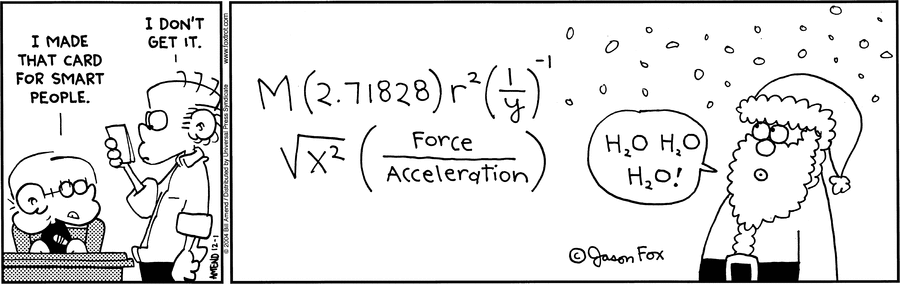 I MADE
THAT CARD
FOR SMART
PEOPLE.
I DON'T
GET IT.
www.foxtrot.com
© 2004 Bill Amend / Distributed by Universal Press Syndicate
AMEND 12-1
M (2.71828) r² (1/y)⁻¹
√x² (Force/Acceleration)
H₂O H₂O
H₂O!
© Jason Fox